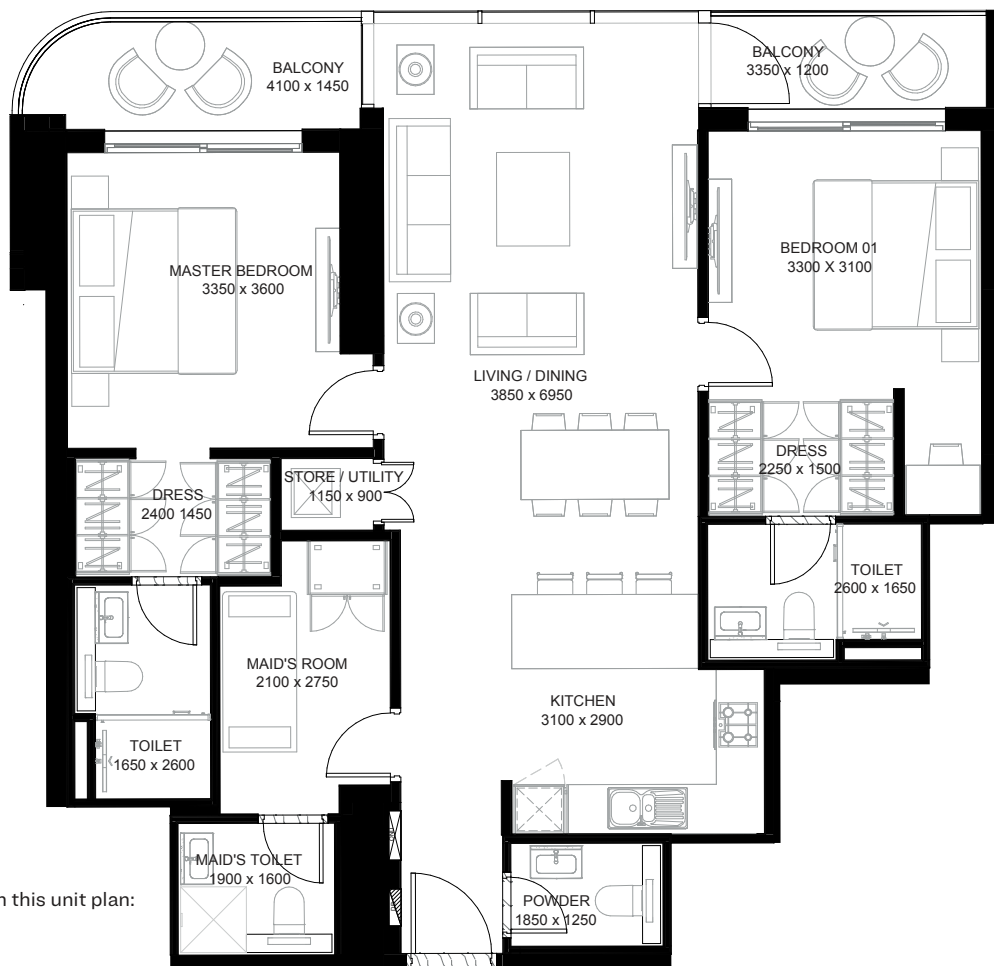 BALCONY
4100 x 1450
BALCONY
3350 x 1200
MASTER BEDROOM
3350 x 3600
BEDROOM 01
3300 X 3100
LIVING / DINING
3850 x 6950
DRESS
2250 x 1500
STORE / UTILITY
1150 x 900
DRESS
2400 1450
TOILET
2600 x 1650
MAID'S ROOM
2100 x 2750
KITCHEN
3100 x 2900
TOILET
1650 x 2600
MAID'S TOILET
1900 x 1600
POWDER
1850 x 1250
this unit plan: